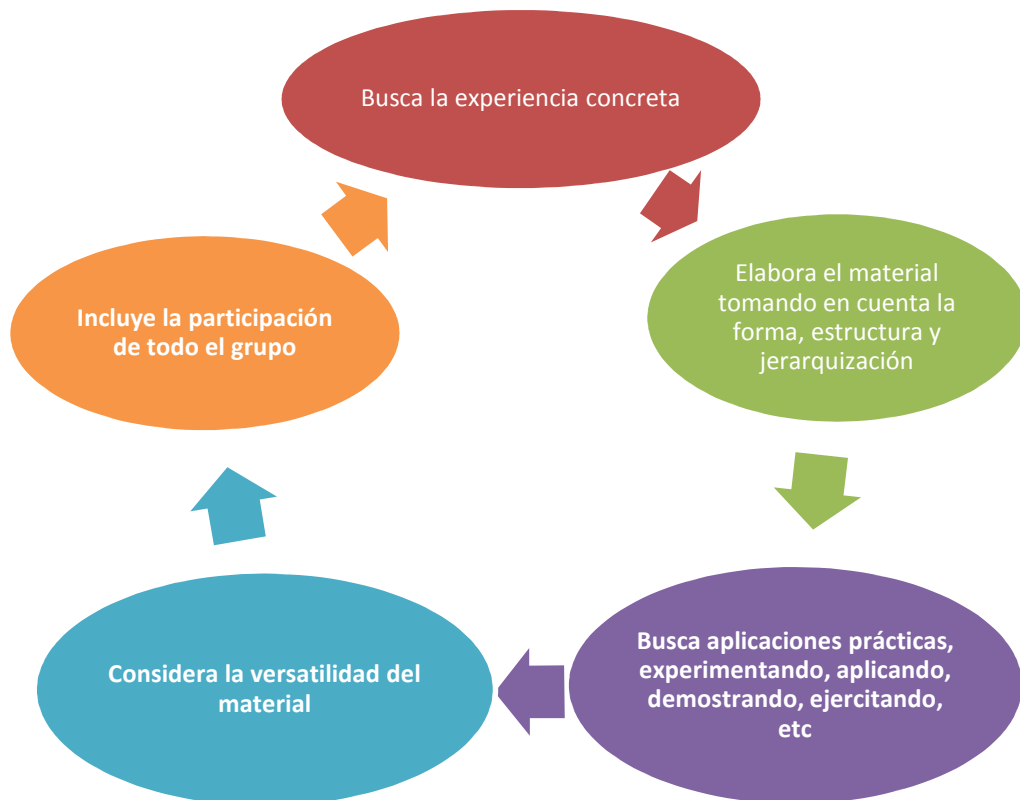 Busca la experiencia concreta
Elabora el material
tomando en cuenta la
forma, estructura y
jerarquización
Busca aplicaciones prácticas,
experimentando, aplicando,
demostrando, ejercitando,
etc
Considera la versatilidad del
material
Incluye la participación
de todo el grupo